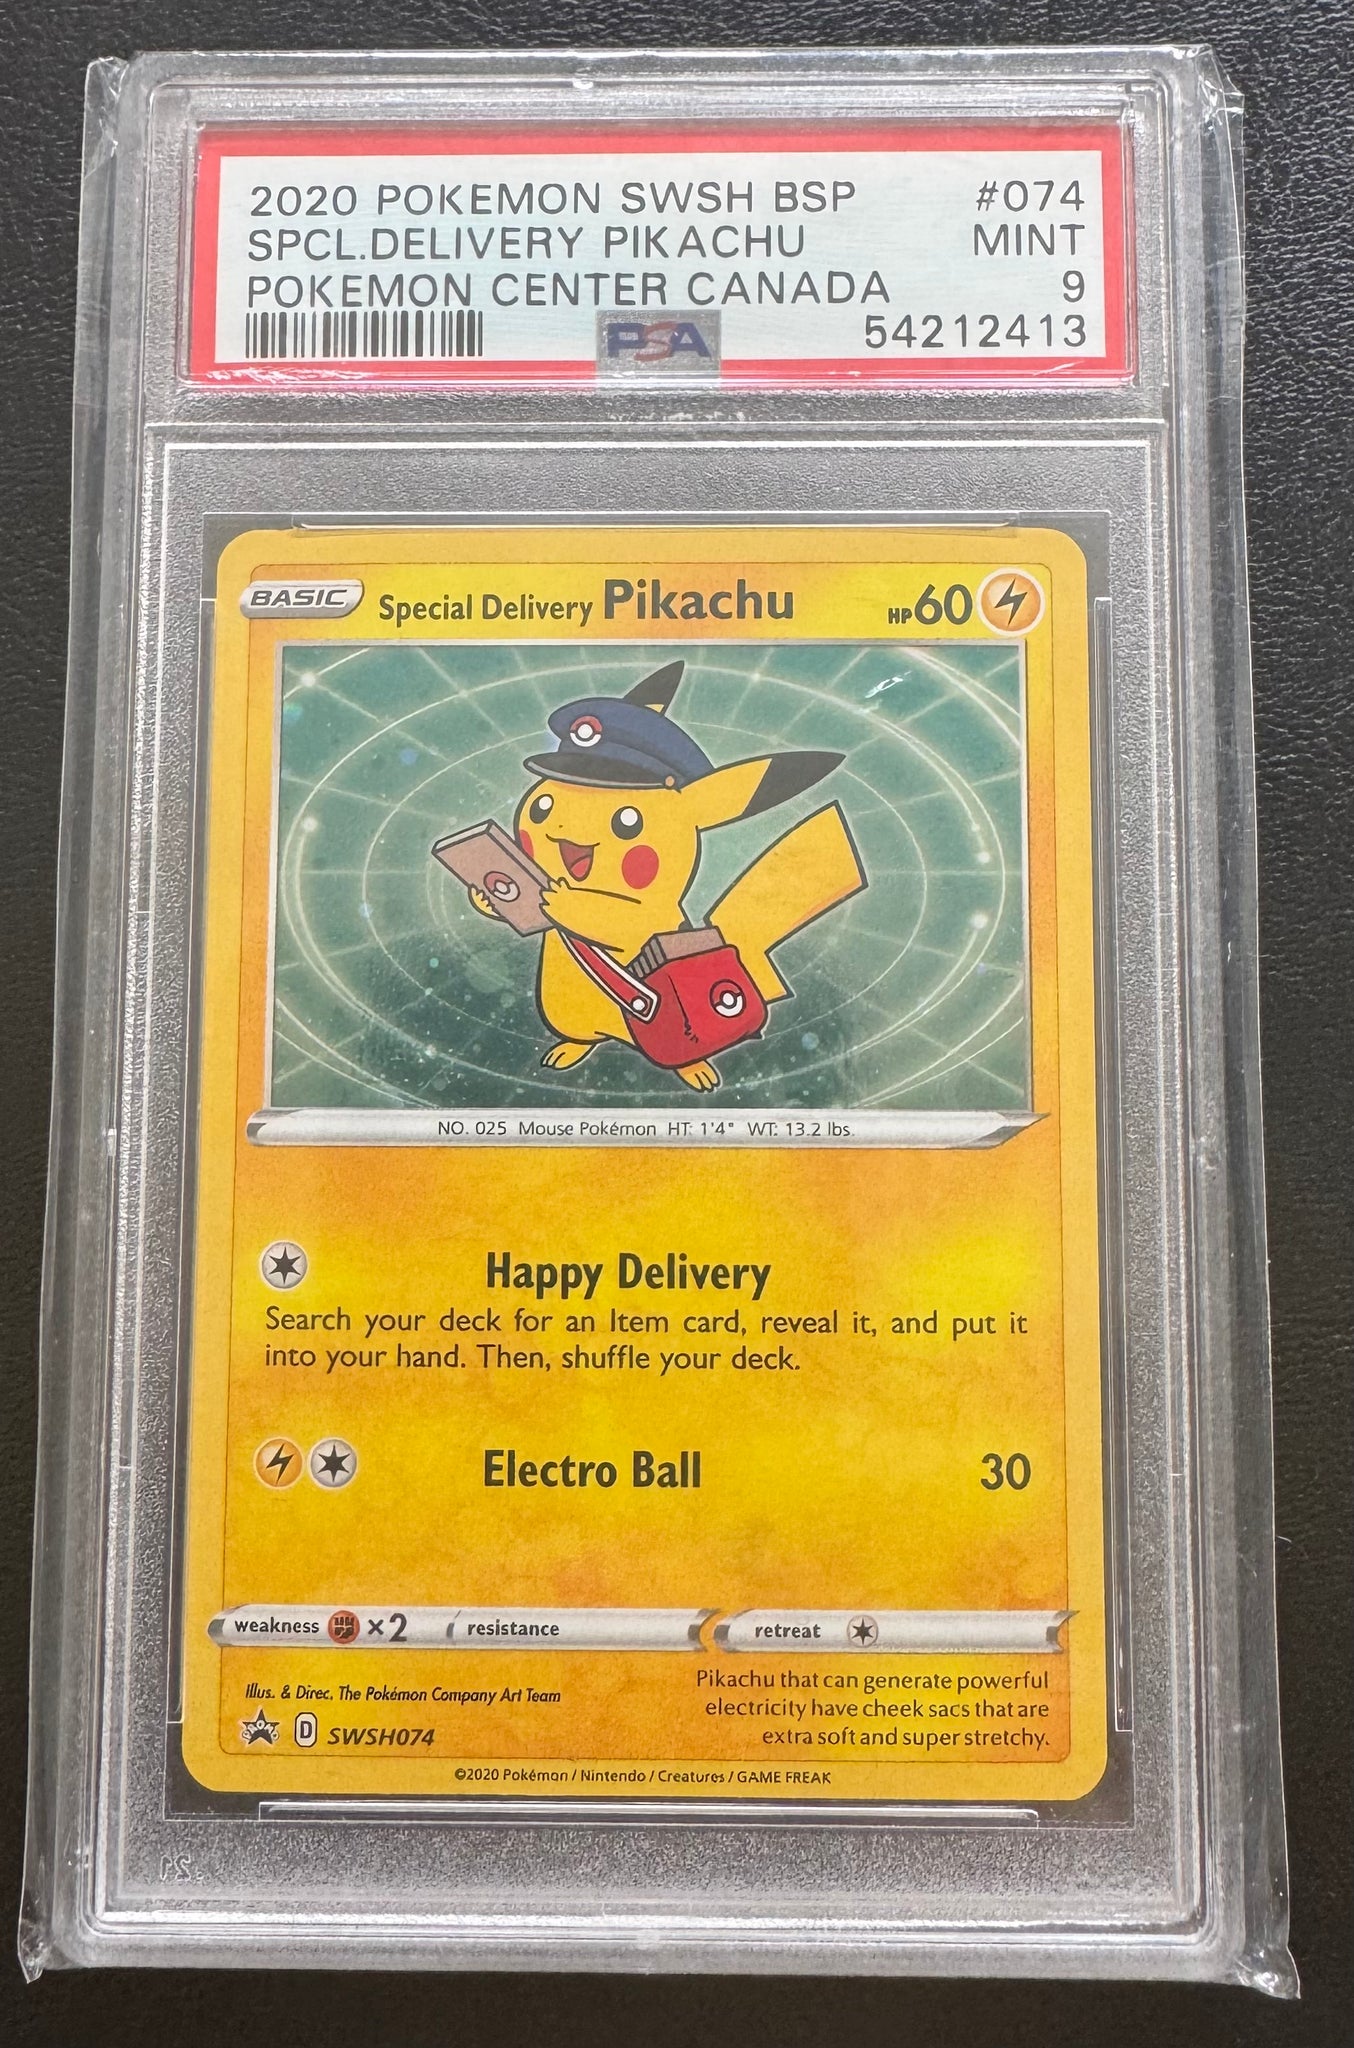 2020 POKEMON SWSH BSP #074
SPCL.DELIVERY PIKACHU MINT
POKEMON CENTER CANADA 9
PSA 54212413
BASIC Special Delivery Pikachu HP 60
NO. 025 Mouse Pokémon HT: 1'4" WT: 13.2 lbs.
Happy Delivery
Search your deck for an Item card, reveal it, and put it
into your hand. Then, shuffle your deck.
Electro Ball 30
weakness ×2 resistance retreat
Illus. & Direc. The Pokémon Company Art Team
PROMO D SWSH074
Pikachu that can generate powerful
electricity have cheek sacs that are
extra soft and super stretchy.
©2020 Pokémon / Nintendo / Creatures / GAME FREAK